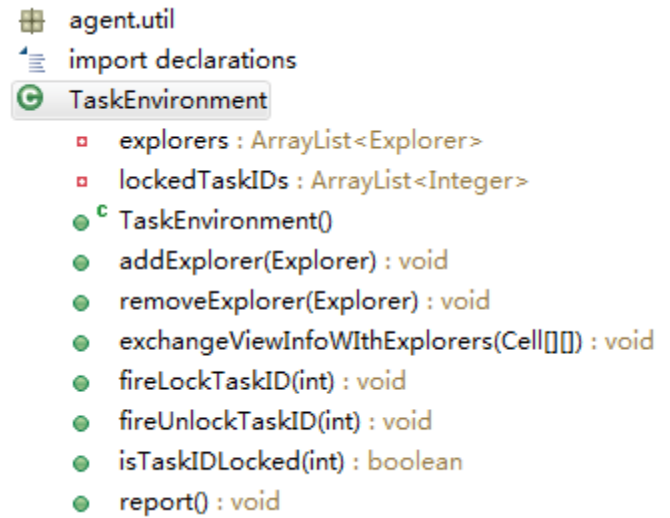 agent.util
import declarations
TaskEnvironment
explorers : ArrayList<Explorer>
lockedTaskIDs : ArrayList<Integer>
TaskEnvironment()
addExplorer(Explorer) : void
removeExplorer(Explorer) : void
exchangeViewInfoWIthExplorers(Cell[][]) : void
fireLockTaskID(int) : void
fireUnlockTaskID(int) : void
isTaskIDLocked(int) : boolean
report() : void